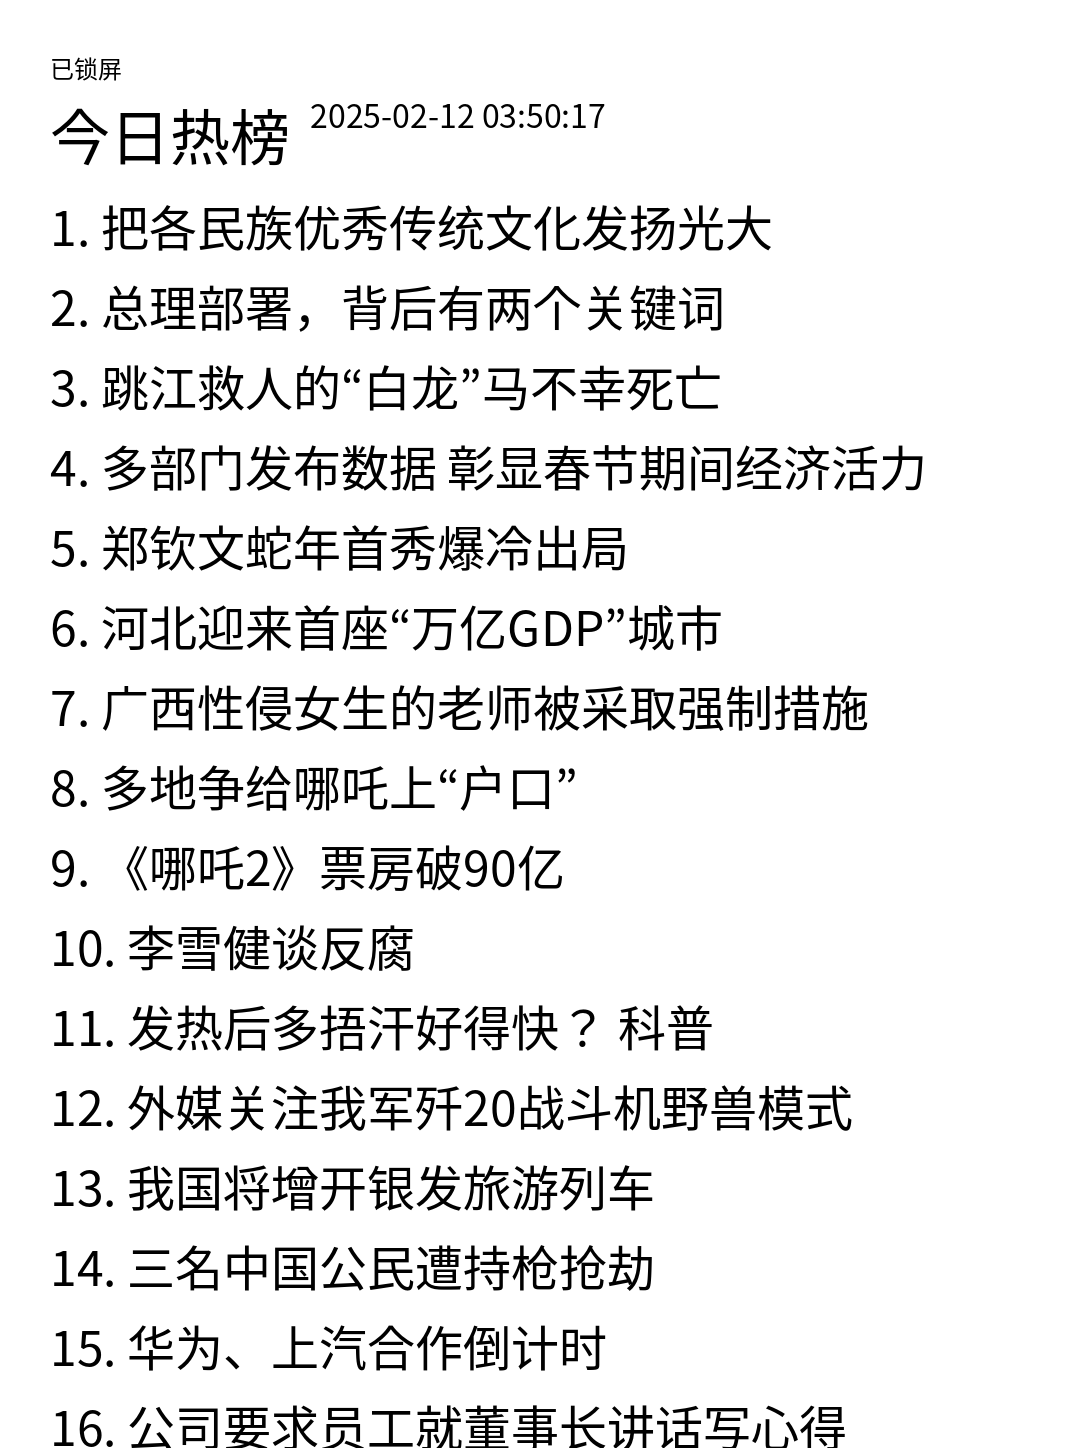 已锁屏
今日热榜 2025-02-12 03:50:17
1. 把各民族优秀传统文化发扬光大
2. 总理部署，背后有两个关键词
3. 跳江救人的“白龙”马不幸死亡
4. 多部门发布数据 彰显春节期间经济活力
5. 郑钦文蛇年首秀爆冷出局
6. 河北迎来首座“万亿GDP”城市
7. 广西性侵女生的老师被采取强制措施
8. 多地争给哪吒上“户口”
9. 《哪吒2》票房破90亿
10. 李雪健谈反腐
11. 发热后多捂汗好得快？ 科普
12. 外媒关注我军歼20战斗机野兽模式
13. 我国将增开银发旅游列车
14. 三名中国公民遭持枪抢劫
15. 华为、上汽合作倒计时
16. 公司要求员工就董事长讲话写心得